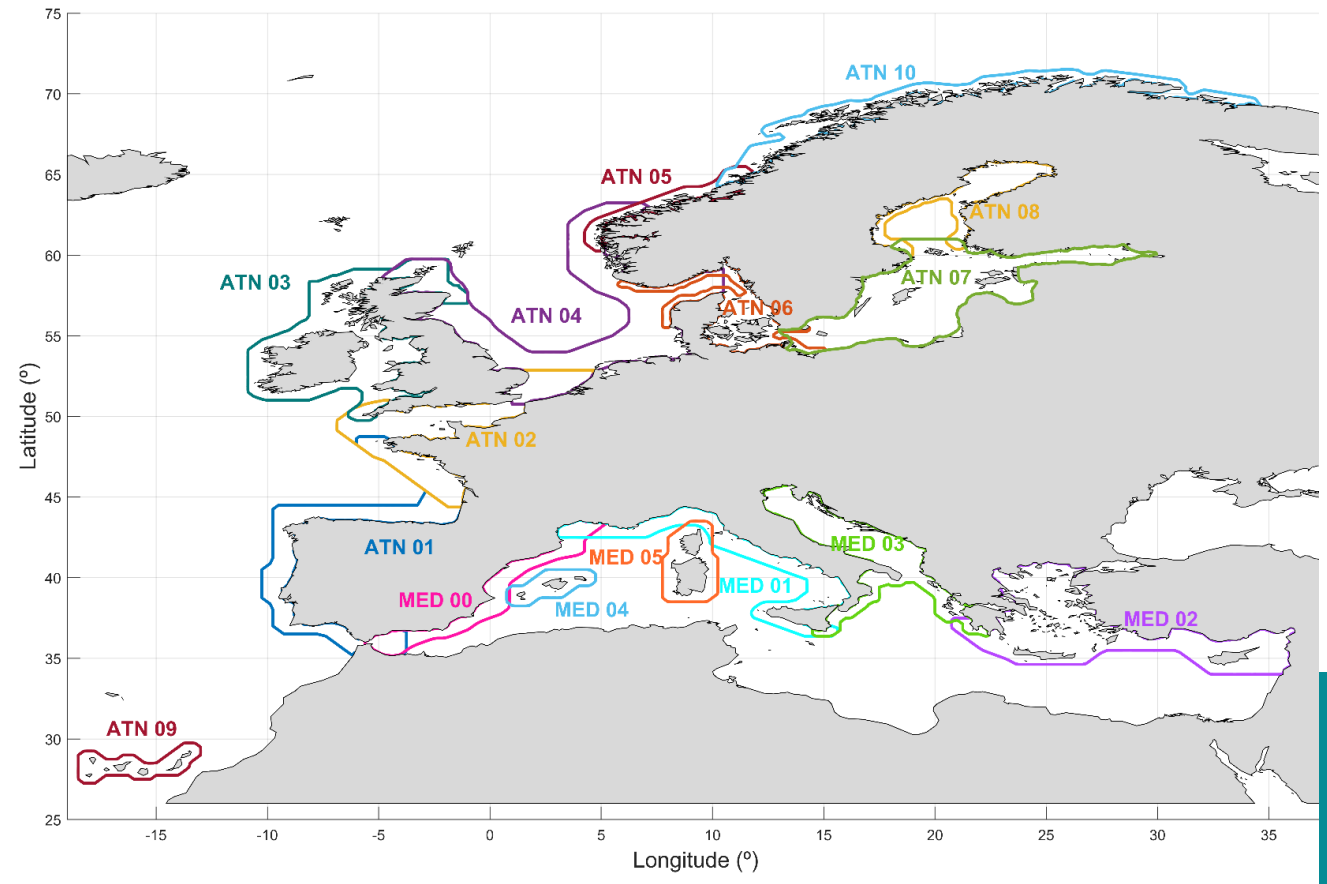 75
70
65
60
55
50
45
40
35
30
25
Latitude (º)
ATN 10
ATN 05
ATN 08
ATN 03
ATN 07
ATN 04
ATN 06
ATN 02
ATN 01
MED 03
MED 05
MED 01
MED 00
MED 04
MED 02
ATN 09
-15
-10
-5
0
5
10
15
20
25
30
35
Longitude (º)